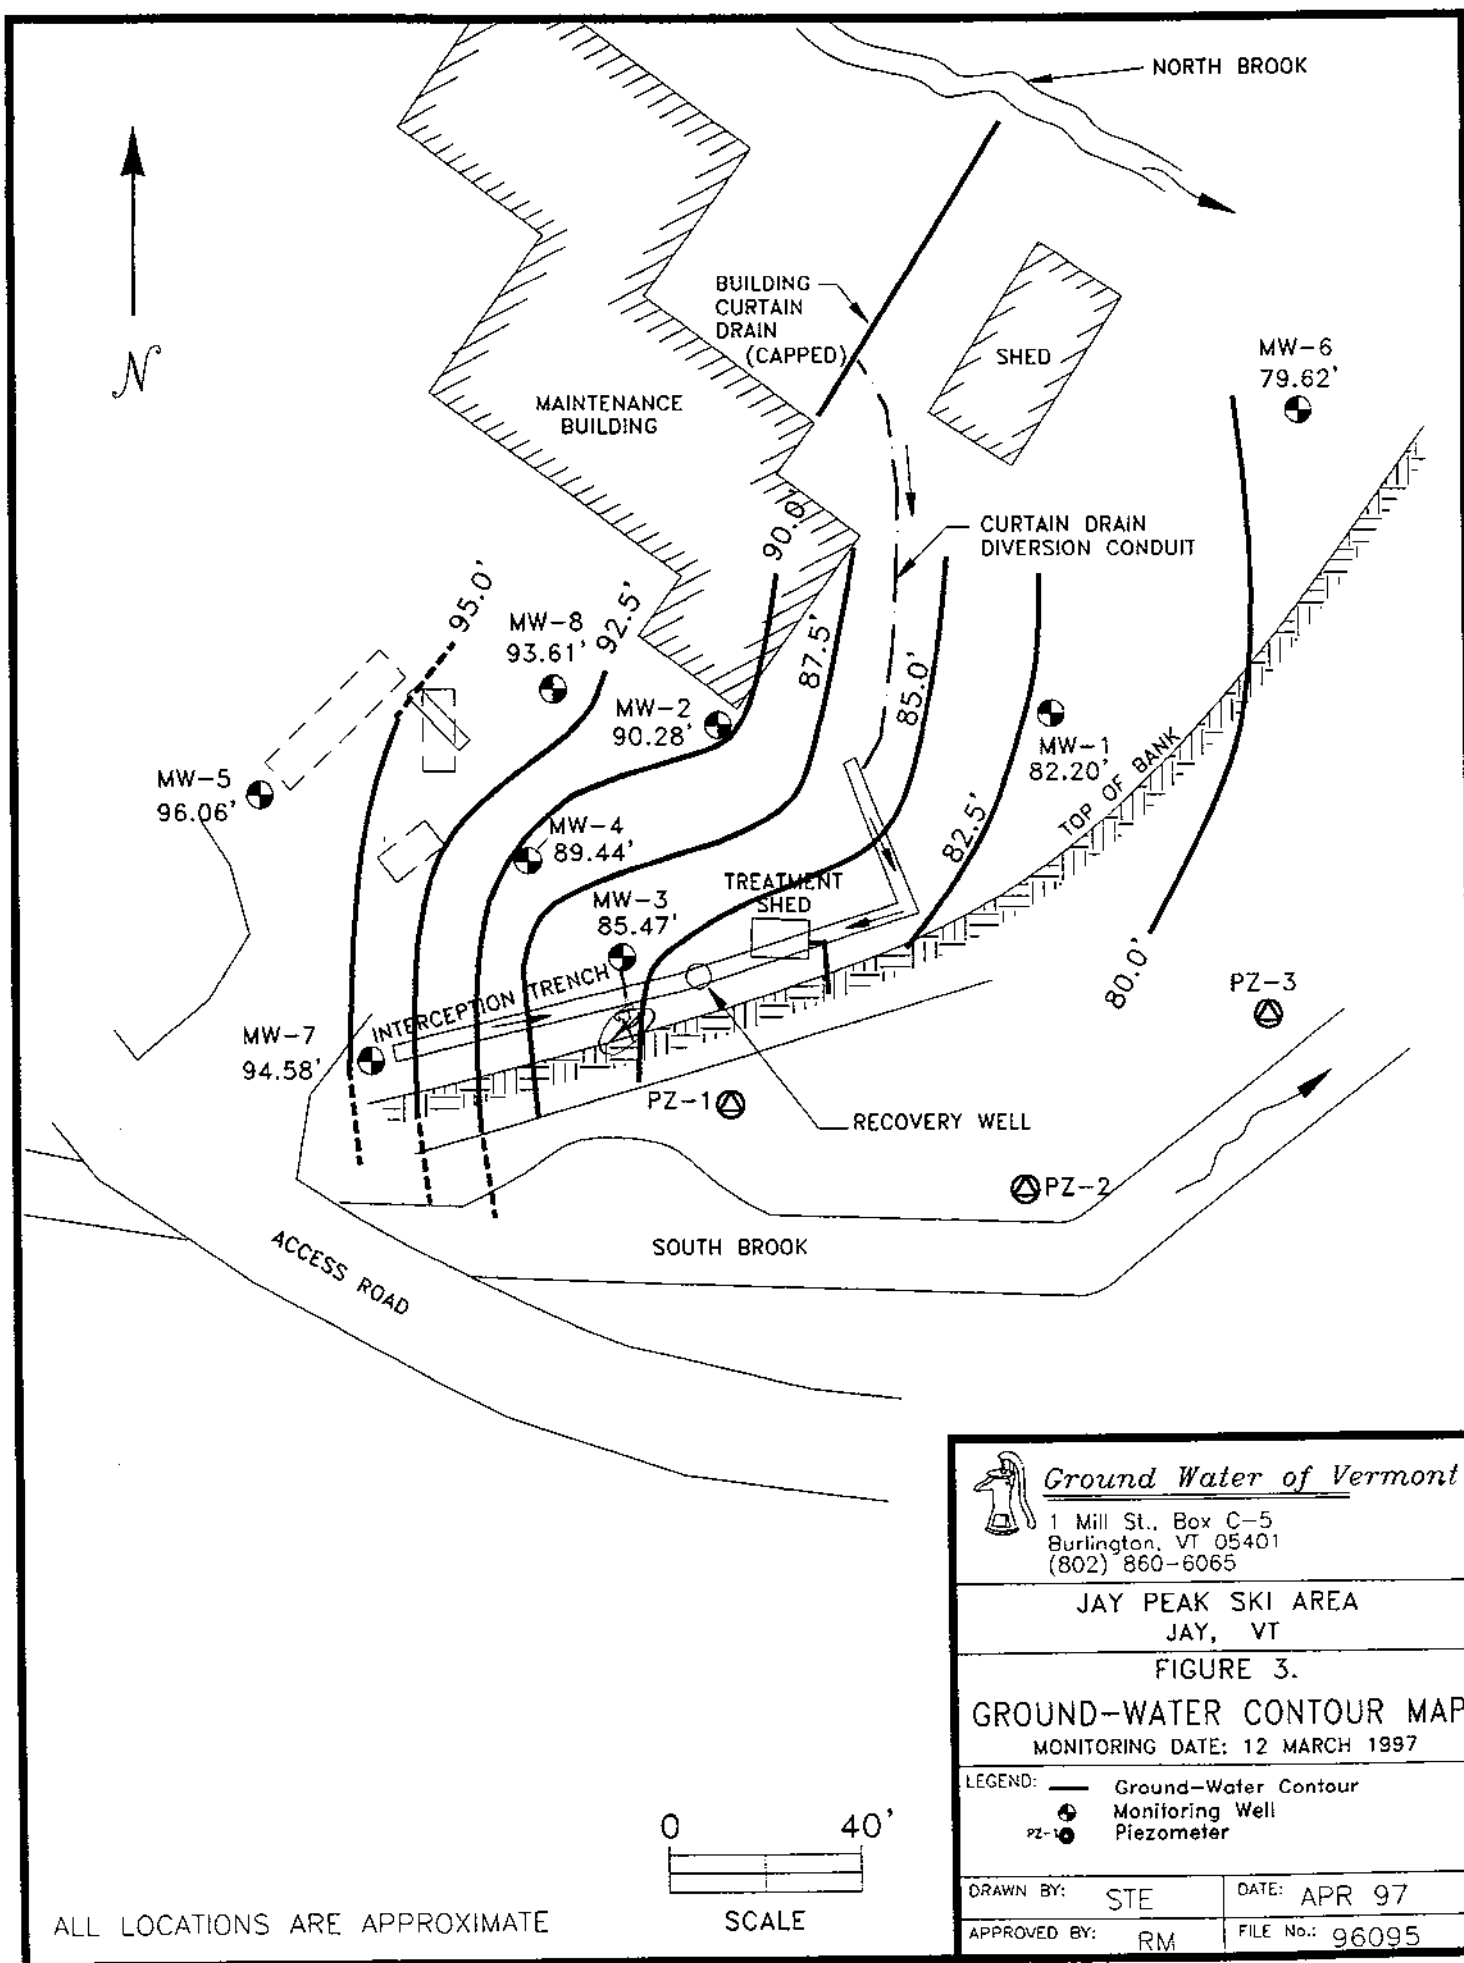 NORTH BROOK
BUILDING
CURTAIN
DRAIN
(CAPPED)
SHED
MW-6
79.62'
N
MAINTENANCE
BUILDING
CURTAIN DRAIN
DIVERSION CONDUIT
90.0'
95.0'
MW-8
93.61'
92.5'
87.5'
85.0'
MW-2
90.28'
MW-1
82.20'
TOP OF BANK
MW-5
96.06'
MW-4
89.44'
82.5'
TREATMENT
SHED
MW-3
85.47'
80.0'
PZ-3
INTERCEPTION TRENCH
MW-7
94.58'
PZ-1
RECOVERY WELL
PZ-2
SOUTH BROOK
ACCESS ROAD
Ground Water of Vermont
1 Mill St., Box C-5
Burlington, VT 05401
(802) 860-6065
JAY PEAK SKI AREA
JAY, VT
FIGURE 3.
GROUND-WATER CONTOUR MAP
MONITORING DATE: 12 MARCH 1997
LEGEND:
Ground-Water Contour
Monitoring Well
PZ-1 Piezometer
0 40'
SCALE
ALL LOCATIONS ARE APPROXIMATE
DRAWN BY: STE DATE: APR 97
APPROVED BY: RM FILE No.: 96095